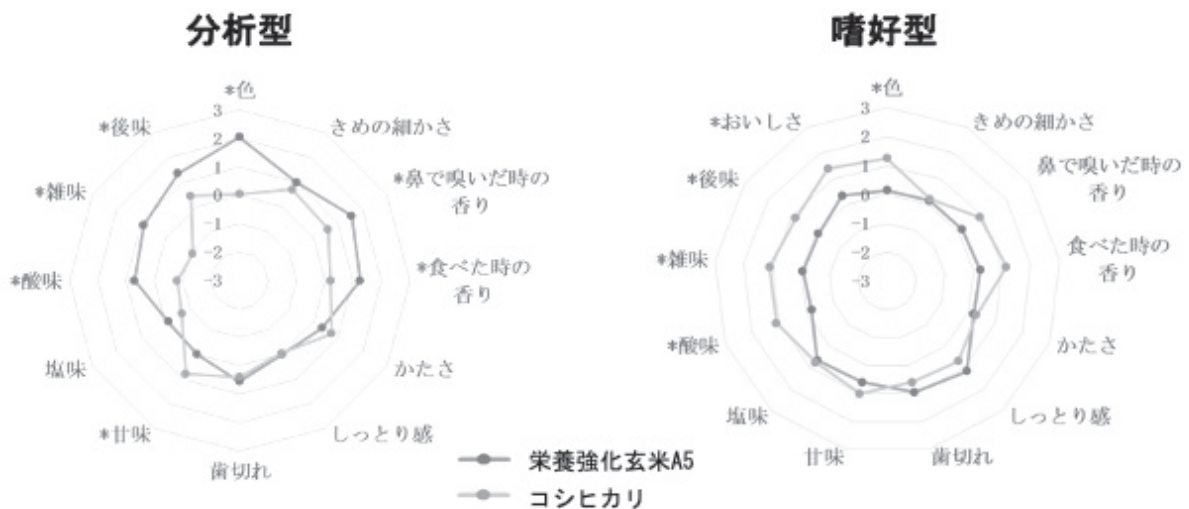 分析型
*色
きめの細かさ
*鼻で嗅いだ時の
香り
*食べた時の
香り
かたさ
しっとり感
歯切れ
*甘味
塩味
*酸味
*雑味
*後味
3
2
1
0
-1
-2
-3
嗜好型
*色
きめの細かさ
鼻で嗅いだ時の
香り
食べた時の
香り
かたさ
しっとり感
歯切れ
甘味
塩味
*酸味
*雑味
*後味
*おいしさ
3
2
1
0
-1
-2
-3
栄養強化玄米A5
コシヒカリ